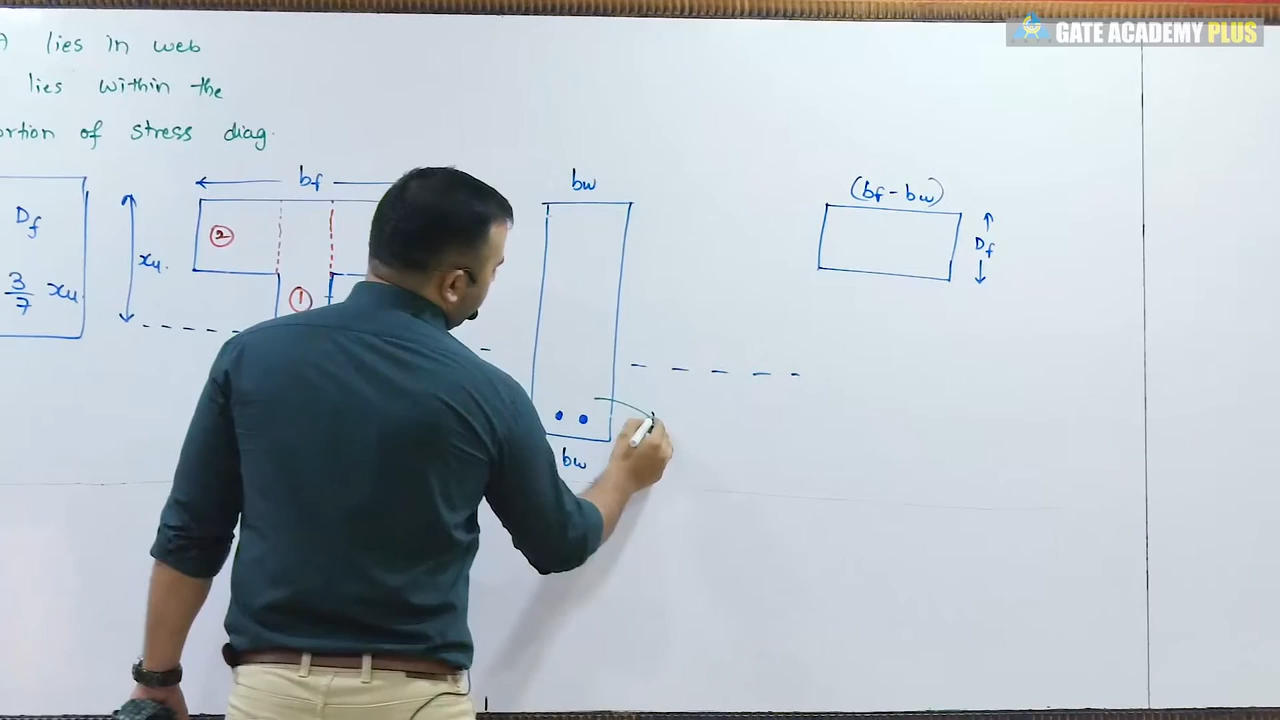 GATE ACADEMY PLUS
lies in web
lies within the
portion of stress diag.
Df
3/7 xu
xu.
bf
②
①
bw
bw
(bf - bw)
Df